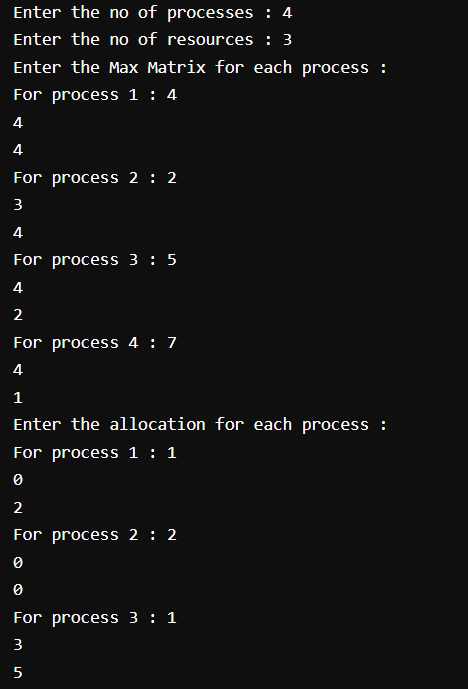 Enter the no of processes : 4
Enter the no of resources : 3
Enter the Max Matrix for each process :
For process 1 : 4
4
4
For process 2 : 2
3
4
For process 3 : 5
4
2
For process 4 : 7
4
1
Enter the allocation for each process :
For process 1 : 1
0
2
For process 2 : 2
0
0
For process 3 : 1
3
5